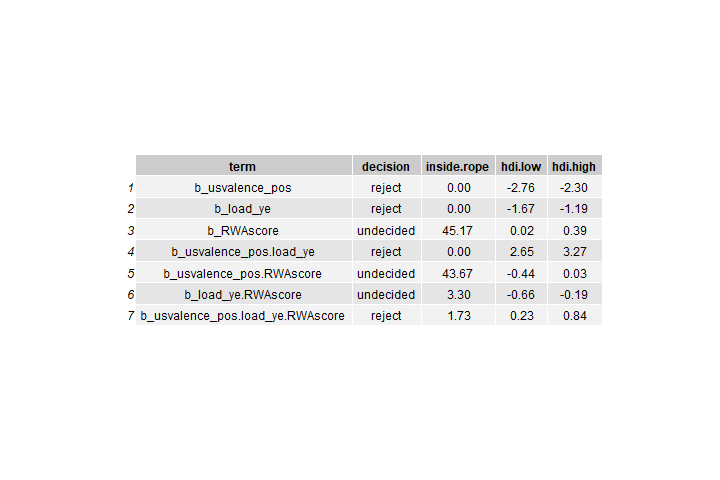 term decision inside.rope hdi.low hdi.high
1 b_usvalence_pos reject 0.00 -2.76 -2.30
2 b_load_ye reject 0.00 -1.67 -1.19
3 b_RWAscore undecided 45.17 0.02 0.39
4 b_usvalence_pos.load_ye reject 0.00 2.65 3.27
5 b_usvalence_pos.RWAscore undecided 43.67 -0.44 0.03
6 b_load_ye.RWAscore undecided 3.30 -0.66 -0.19
7 b_usvalence_pos.load_ye.RWAscore reject 1.73 0.23 0.84